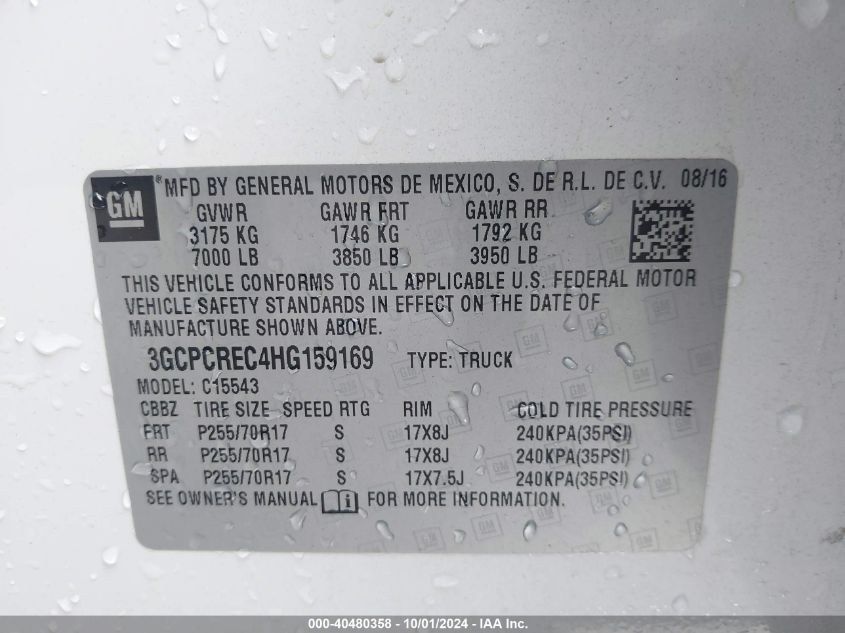 GM ® MFD BY GENERAL MOTORS DE MEXICO, S. DE R.L. DE C.V. 08/16
GVWR GAWR FRT GAWR RR
3175 KG 1746 KG 1792 KG
7000 LB 3850 LB 3950 LB
THIS VEHICLE CONFORMS TO ALL APPLICABLE U.S. FEDERAL MOTOR
VEHICLE SAFETY STANDARDS IN EFFECT ON THE DATE OF
MANUFACTURE SHOWN ABOVE.
3GCPCREC4HG159169 TYPE: TRUCK
MODEL: C15543
CBBZ TIRE SIZE SPEED RTG RIM COLD TIRE PRESSURE
FRT P255/70R17 S 17X8J 240KPA(35PSI)
RR P255/70R17 S 17X8J 240KPA(35PSI)
SPA P255/70R17 S 17X7.5J 240KPA(35PSI)
SEE OWNER'S MANUAL FOR MORE INFORMATION.
000-40480358 - 10/01/2024 - IAA Inc.